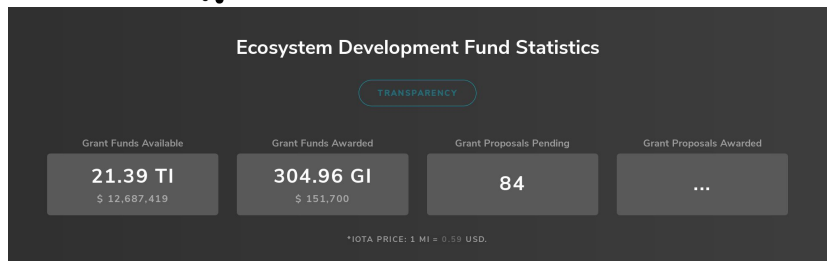 Ecosystem Development Fund Statistics
TRANSPARENCY
Grant Funds Available
21.39 TI
$ 12,687,419
Grant Funds Awarded
304.96 GI
$ 151,700
Grant Proposals Pending
84
Grant Proposals Awarded
...
*IOTA PRICE: 1 MI = 0.59 USD.